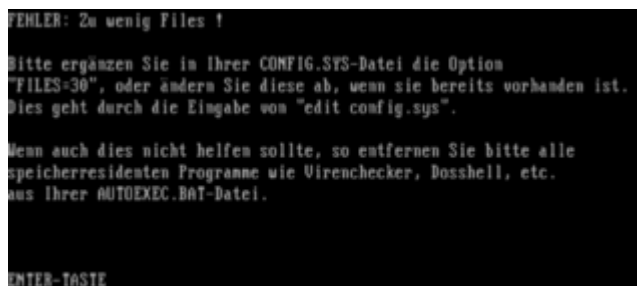 FEHLER: Zu wenig Files !
Bitte ergänzen Sie in Ihrer CONFIG.SYS-Datei die Option
"FILES=30", oder ändern Sie diese ab, wenn sie bereits vorhanden ist.
Dies geht durch die Eingabe von "edit config.sys".
Wenn auch dies nicht helfen sollte, so entfernen Sie bitte alle
speicherresidenten Programme wie Virenchecker, Dosshell, etc.
aus Ihrer AUTOEXEC.BAT-Datei.
ENTER-TASTE